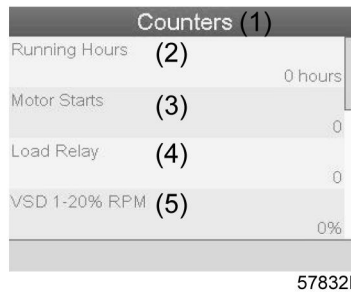 Counters (1)
Running Hours (2)
0 hours
Motor Starts (3)
0
Load Relay (4)
0
VSD 1-20% RPM (5)
0%